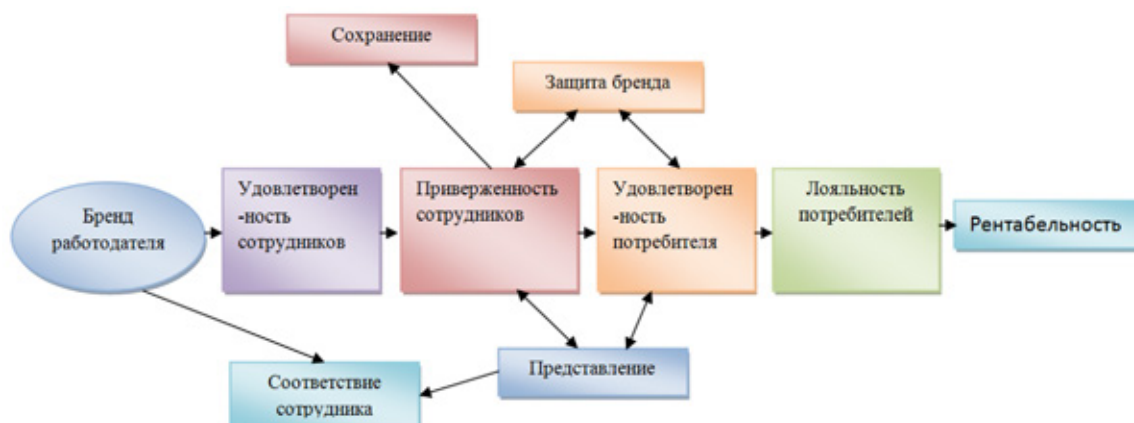 Сохранение
Защита бренда
Бренд
работодателя
Удовлетворен
-ность
сотрудников
Приверженность
сотрудников
Удовлетворен
-ность
потребителя
Лояльность
потребителей
Рентабельность
Соответствие
сотрудника
Представление